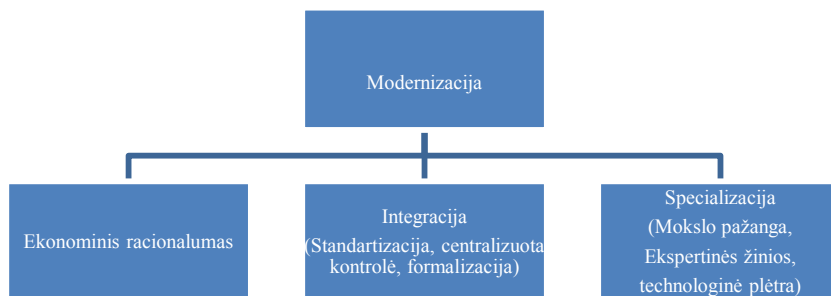 Modernizacija
Ekonominis racionalumas
Integracija
(Standartizacija, centralizuota
kontrolė, formalizacija)
Specializacija
(Mokslo pažanga,
Ekspertinės žinios,
technologinė plėtra)